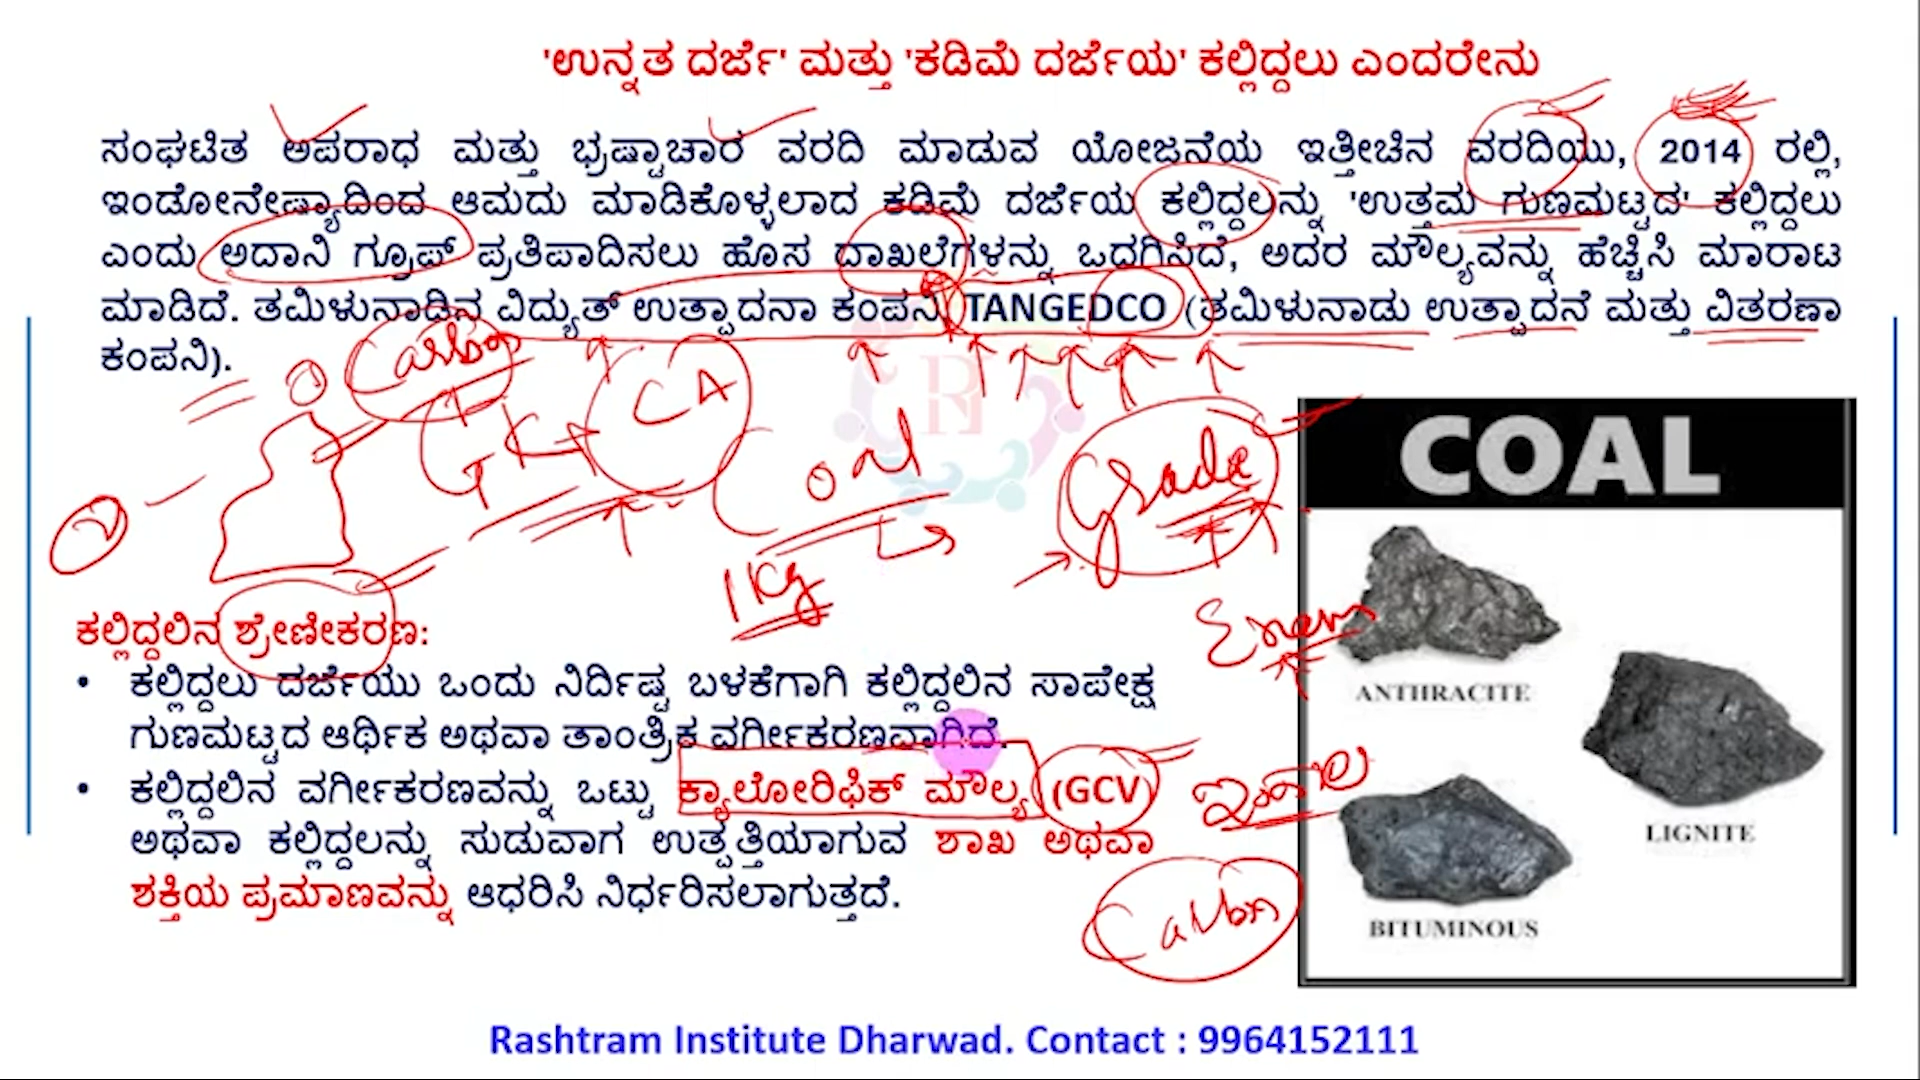 'ಉನ್ನತ ದರ್ಜೆ' ಮತ್ತು 'ಕಡಿಮೆ ದರ್ಜೆಯ' ಕಲ್ಲಿದ್ದಲು ಎಂದರೇನು
ಸಂಘಟಿತ ಅಪರಾಧ ಮತ್ತು ಭ್ರಷ್ಟಾಚಾರ ವರದಿ ಮಾಡುವ ಯೋಜನೆಯ ಇತ್ತೀಚಿನ ವರದಿಯು, 2014 ರಲ್ಲಿ,
ಇಂಡೋನೇಷ್ಯಾದಿಂದ ಆಮದು ಮಾಡಿಕೊಳ್ಳಲಾದ ಕಡಿಮೆ ದರ್ಜೆಯ ಕಲ್ಲಿದ್ದಲನ್ನು 'ಉತ್ತಮ ಗುಣಮಟ್ಟದ' ಕಲ್ಲಿದ್ದಲು
ಎಂದು ಅದಾನಿ ಗ್ರೂಪ್ ಪ್ರತಿಪಾದಿಸಲು ಹೊಸ ದಾಖಲೆಗಳನ್ನು ಒದಗಿಸಿದೆ, ಅದರ ಮೌಲ್ಯವನ್ನು ಹೆಚ್ಚಿಸಿ ಮಾರಾಟ
ಮಾಡಿದೆ. ತಮಿಳುನಾಡಿನ ವಿದ್ಯುತ್ ಉತ್ಪಾದನಾ ಕಂಪನಿ TANGEDCO (ತಮಿಳುನಾಡು ಉತ್ಪಾದನೆ ಮತ್ತು ವಿತರಣಾ
ಕಂಪನಿ).
Carbon
CA
Grade
1 Kg
COAL
ANTHRACITE
LIGNITE
BITUMINOUS
ಕಲ್ಲಿದ್ದಲಿನ ಶ್ರೇಣೀಕರಣ:
• ಕಲ್ಲಿದ್ದಲು ದರ್ಜೆಯು ಒಂದು ನಿರ್ದಿಷ್ಟ ಬಳಕೆಗಾಗಿ ಕಲ್ಲಿದ್ದಲಿನ ಸಾಪೇಕ್ಷ
ಗುಣಮಟ್ಟದ ಆರ್ಥಿಕ ಅಥವಾ ತಾಂತ್ರಿಕ ವರ್ಗೀಕರಣವಾಗಿದೆ.
• ಕಲ್ಲಿದ್ದಲಿನ ವರ್ಗೀಕರಣವನ್ನು ಒಟ್ಟು ಕ್ಯಾಲೋರಿಫಿಕ್ ಮೌಲ್ಯ (GCV)
ಅಥವಾ ಕಲ್ಲಿದ್ದಲನ್ನು ಸುಡುವಾಗ ಉತ್ಪತ್ತಿಯಾಗುವ ಶಾಖ ಅಥವಾ
ಶಕ್ತಿಯ ಪ್ರಮಾಣವನ್ನು ಆಧರಿಸಿ ನಿರ್ಧರಿಸಲಾಗುತ್ತದೆ.
Carbon
Rashtram Institute Dharwad. Contact : 9964152111